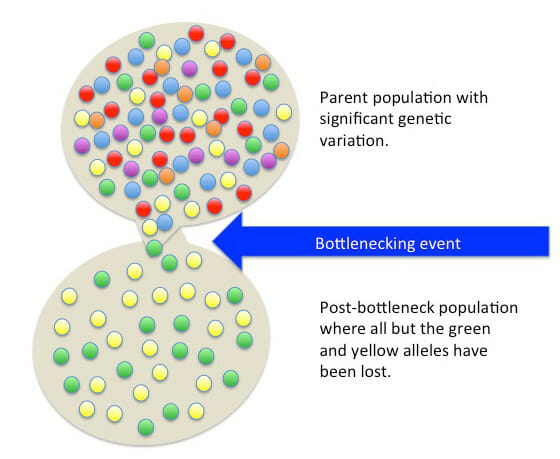 Parent population with
significant genetic
variation.
Bottlenecking event
Post-bottleneck population
where all but the green
and yellow alleles have
been lost.